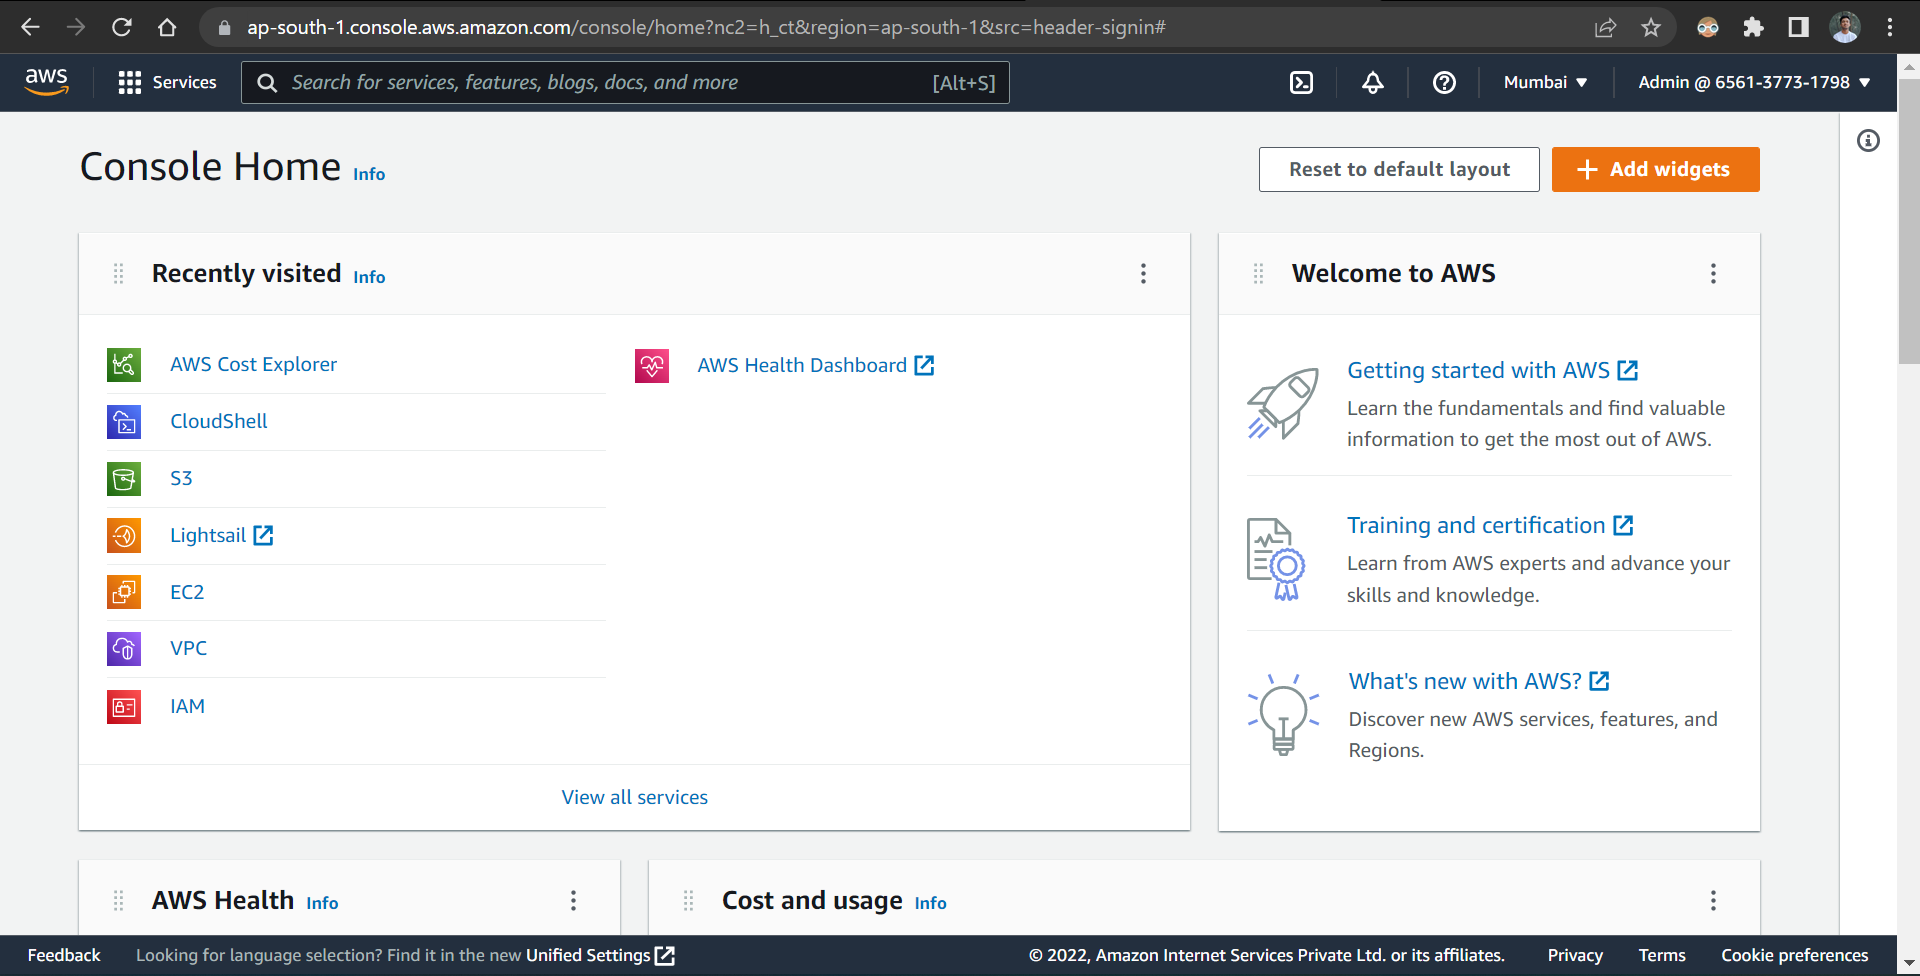 ap-south-1.console.aws.amazon.com/console/home?nc2=h_ct&region=ap-south-1&src=header-signin#
aws
Services
Search for services, features, blogs, docs, and more
[Alt+S]
Mumbai
Admin @ 6561-3773-1798
Console Home Info
Reset to default layout
Add widgets
Recently visited Info
AWS Cost Explorer
CloudShell
S3
Lightsail
EC2
VPC
IAM
AWS Health Dashboard
View all services
Welcome to AWS
Getting started with AWS
Learn the fundamentals and find valuable
information to get the most out of AWS.
Training and certification
Learn from AWS experts and advance your
skills and knowledge.
What's new with AWS?
Discover new AWS services, features, and
Regions.
AWS Health Info
Cost and usage Info
Feedback
Looking for language selection? Find it in the new Unified Settings
© 2022, Amazon Internet Services Private Ltd. or its affiliates.
Privacy
Terms
Cookie preferences